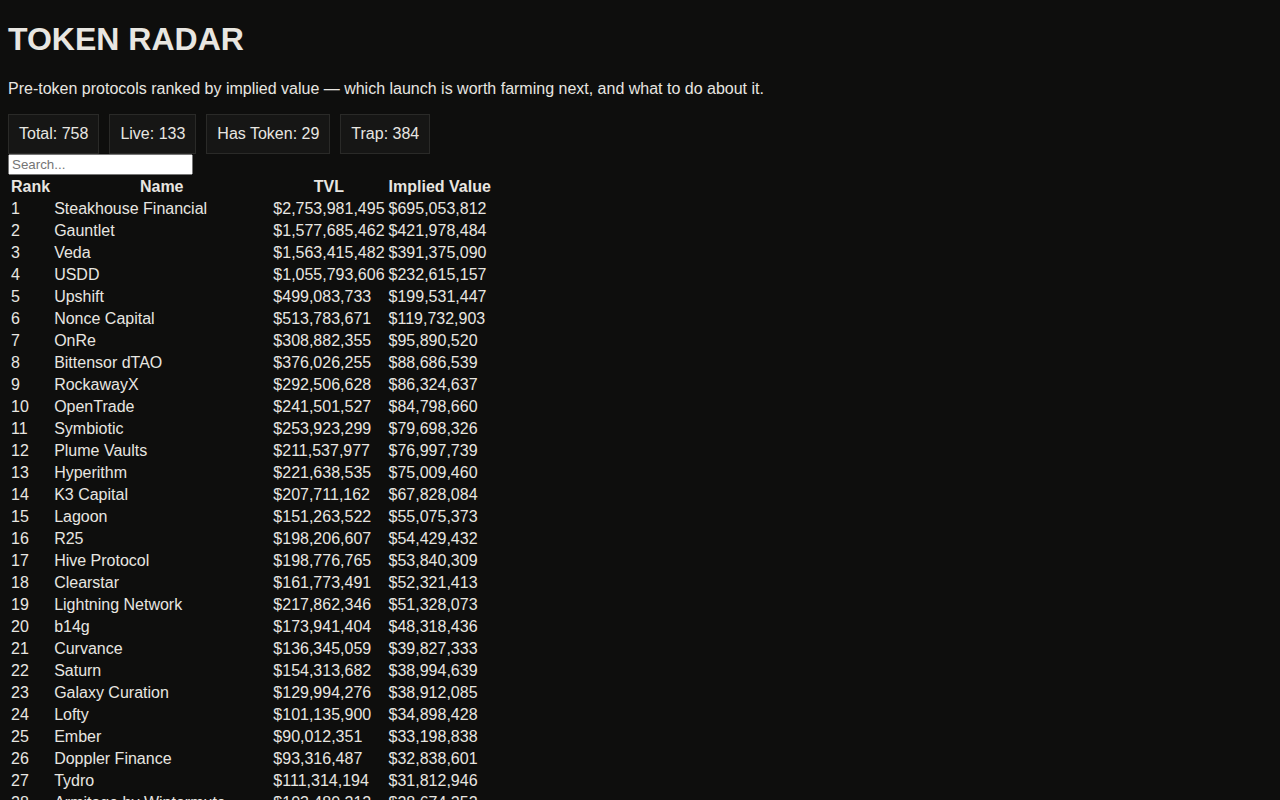 TOKEN RADAR
Pre-token protocols ranked by implied value — which launch is worth farming next, and what to do about it.
Total: 758 Live: 133 Has Token: 29 Trap: 384
Search...
Rank Name TVL Implied Value
1 Steakhouse Financial $2,753,981,495 $695,053,812
2 Gauntlet $1,577,685,462 $421,978,484
3 Veda $1,563,415,482 $391,375,090
4 USDD $1,055,793,606 $232,615,157
5 Upshift $499,083,733 $199,531,447
6 Nonce Capital $513,783,671 $119,732,903
7 OnRe $308,882,355 $95,890,520
8 Bittensor dTAO $376,026,255 $88,686,539
9 RockawayX $292,506,628 $86,324,637
10 OpenTrade $241,501,527 $84,798,660
11 Symbiotic $253,923,299 $79,698,326
12 Plume Vaults $211,537,977 $76,997,739
13 Hyperithm $221,638,535 $75,009,460
14 K3 Capital $207,711,162 $67,828,084
15 Lagoon $151,263,522 $55,075,373
16 R25 $198,206,607 $54,429,432
17 Hive Protocol $198,776,765 $53,840,309
18 Clearstar $161,773,491 $52,321,413
19 Lightning Network $217,862,346 $51,328,073
20 b14g $173,941,404 $48,318,436
21 Curvance $136,345,059 $39,827,333
22 Saturn $154,313,682 $38,994,639
23 Galaxy Curation $129,994,276 $38,912,085
24 Lofty $101,135,900 $34,898,428
25 Ember $90,012,351 $33,198,838
26 Doppler Finance $93,316,487 $32,838,601
27 Tydro $111,314,194 $31,812,946